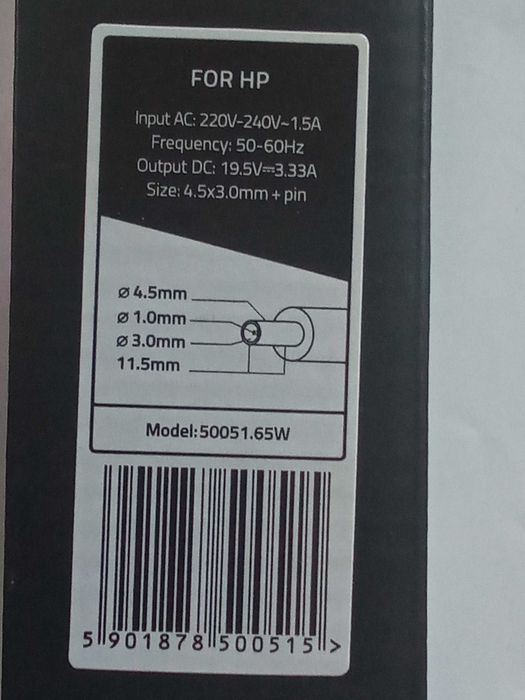 FOR HP
Input AC: 220V-240V~1.5A
Frequency: 50-60Hz
Output DC: 19.5V⎓3.33A
Size: 4.5x3.0mm + pin
⌀ 4.5mm
⌀ 1.0mm
⌀ 3.0mm
11.5mm
Model:50051.65W
5 901878 500515 >